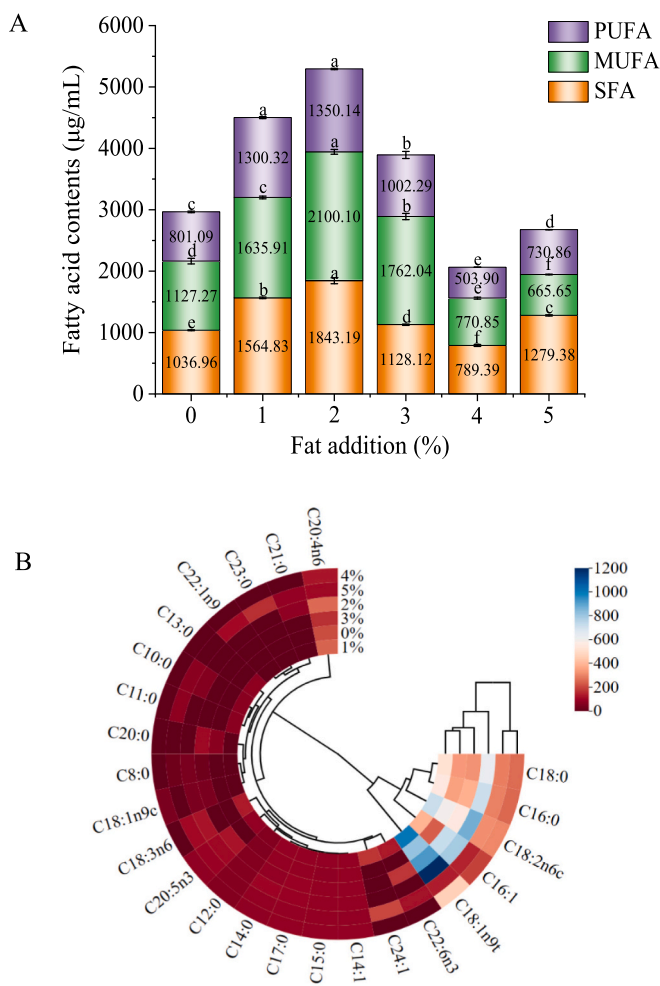 A
Fatty acid contents (μg/mL)
6000
5000
4000
3000
2000
1000
0
PUFA
MUFA
SFA
c
801.09
d
1127.27
e
1036.96
a
1300.32
c
1635.91
b
1564.83
a
1350.14
a
2100.10
a
1843.19
b
1002.29
b
1762.04
d
1128.12
e
503.90
e
770.85
f
789.39
d
730.86
f
665.65
c
1279.38
0 1 2 3 4 5
Fat addition (%)
B
C20:4n6
C21:0
C23:0
C22:1n9
C13:0
C10:0
C11:0
C20:0
C8:0
C18:1n9c
C18:3n6
C20:5n3
C12:0
C14:0
C17:0
C15:0
C14:1
C24:1
C22:6n3
C18:1n9t
C16:1
C18:2n6c
C16:0
C18:0
4%
5%
2%
3%
0%
1%
1200
1000
800
600
400
200
0